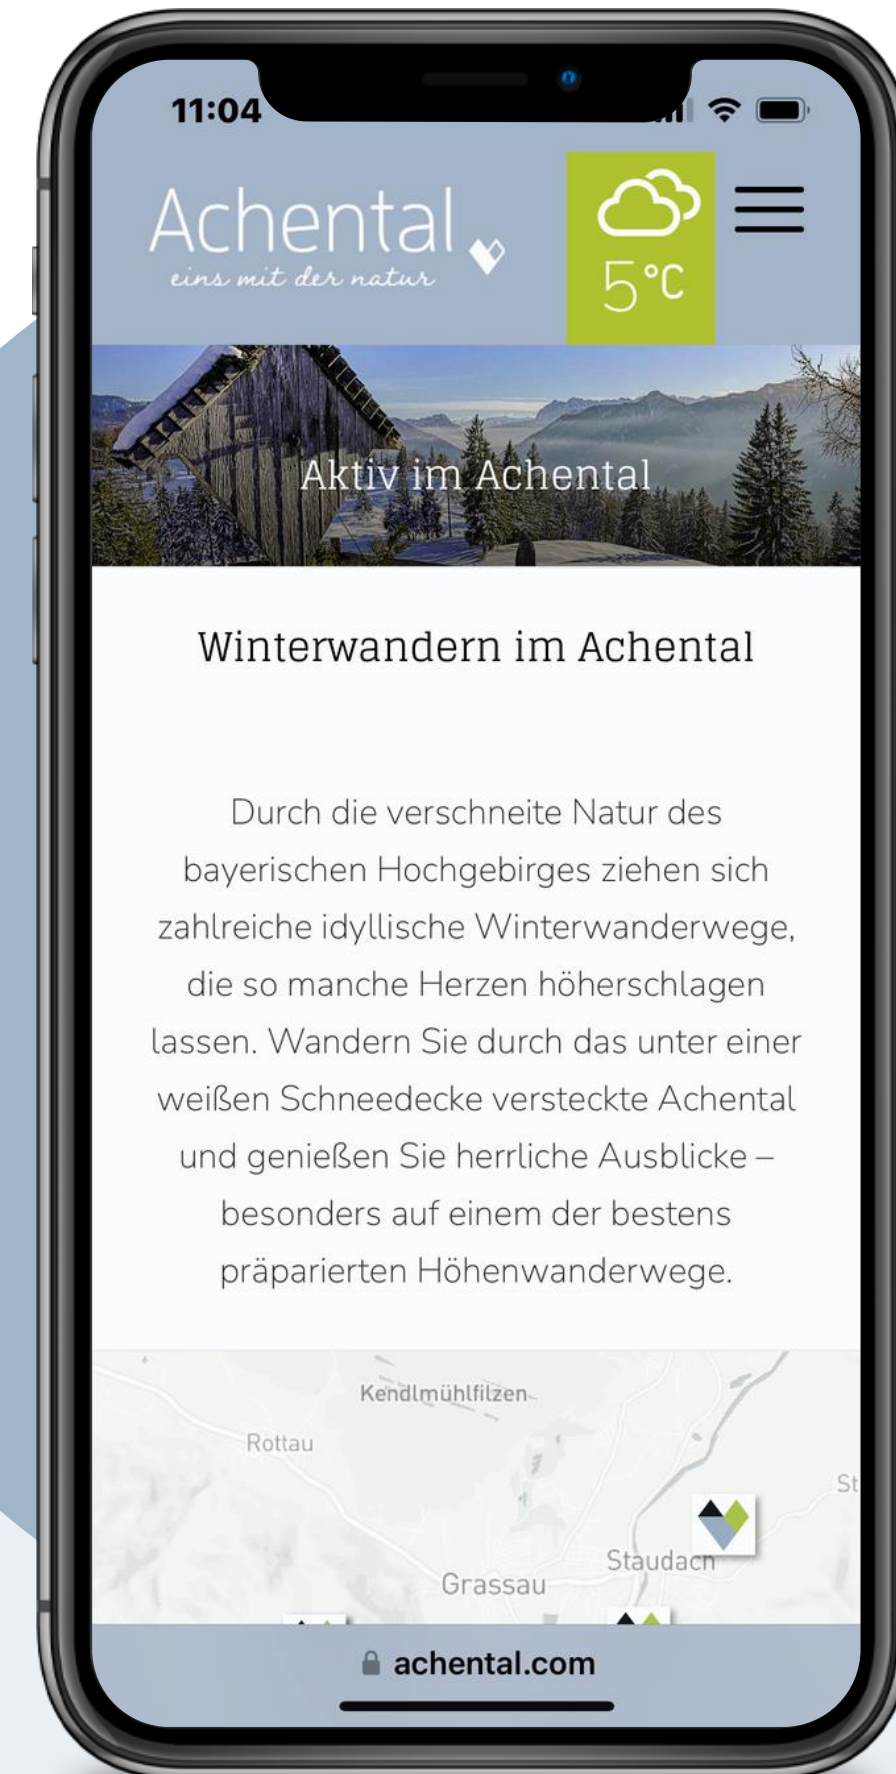 11:04
Achental
eins mit der natur
5°C
Aktiv im Achental
Winterwandern im Achental
Durch die verschneite Natur des
bayerischen Hochgebirges ziehen sich
zahlreiche idyllische Winterwanderwege,
die so manche Herzen höherschlagen
lassen. Wandern Sie durch das unter einer
weißen Schneedecke versteckte Achental
und genießen Sie herrliche Ausblicke –
besonders auf einem der bestens
präparierten Höhenwanderwege.
Kendlmühlfilzen
Rottau
St
Staudach
Grassau
achental.com